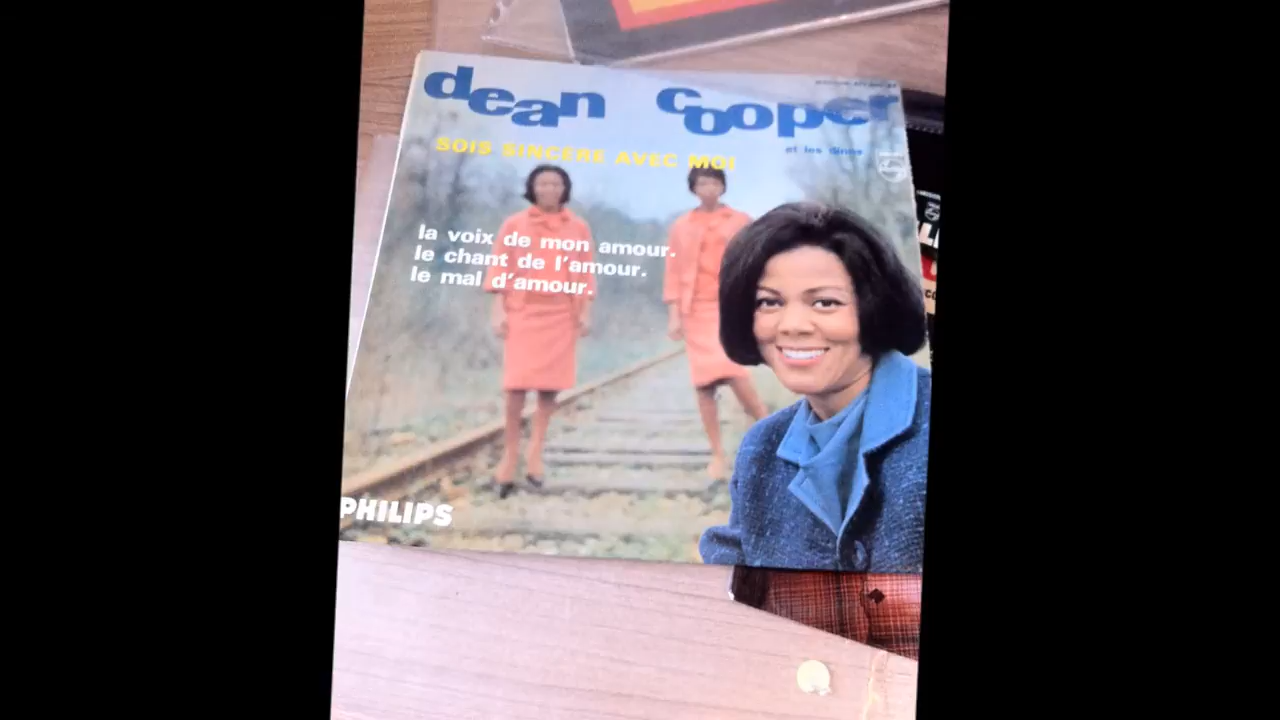 dean cooper
et les dinns
SOIS SINCERE AVEC MOI
la voix de mon amour.
le chant de l'amour.
le mal d'amour.
PHILIPS